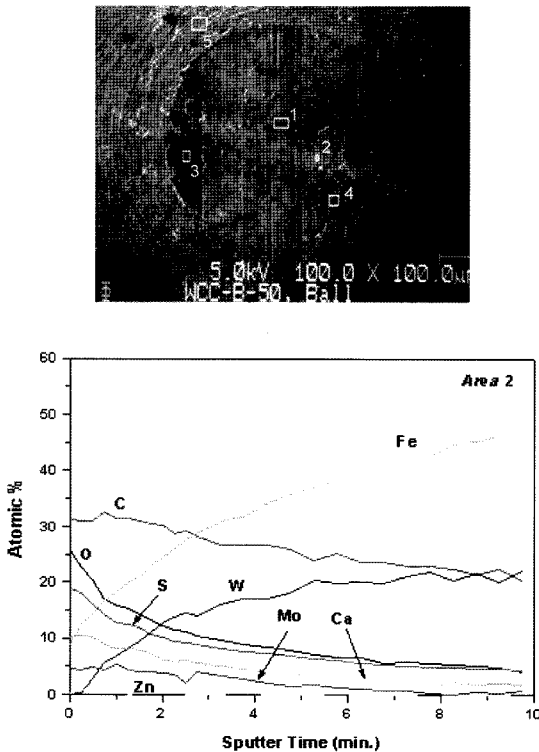 5
1
2
3
4
5.0kV 100.0 X 100.0μm
WCC-B-50, Ball
60
50
40
30
20
10
0
Atomic %
Area 2
Fe
C
O
S
W
Mo
Ca
Zn
0 2 4 6 8 10
Sputter Time (min.)